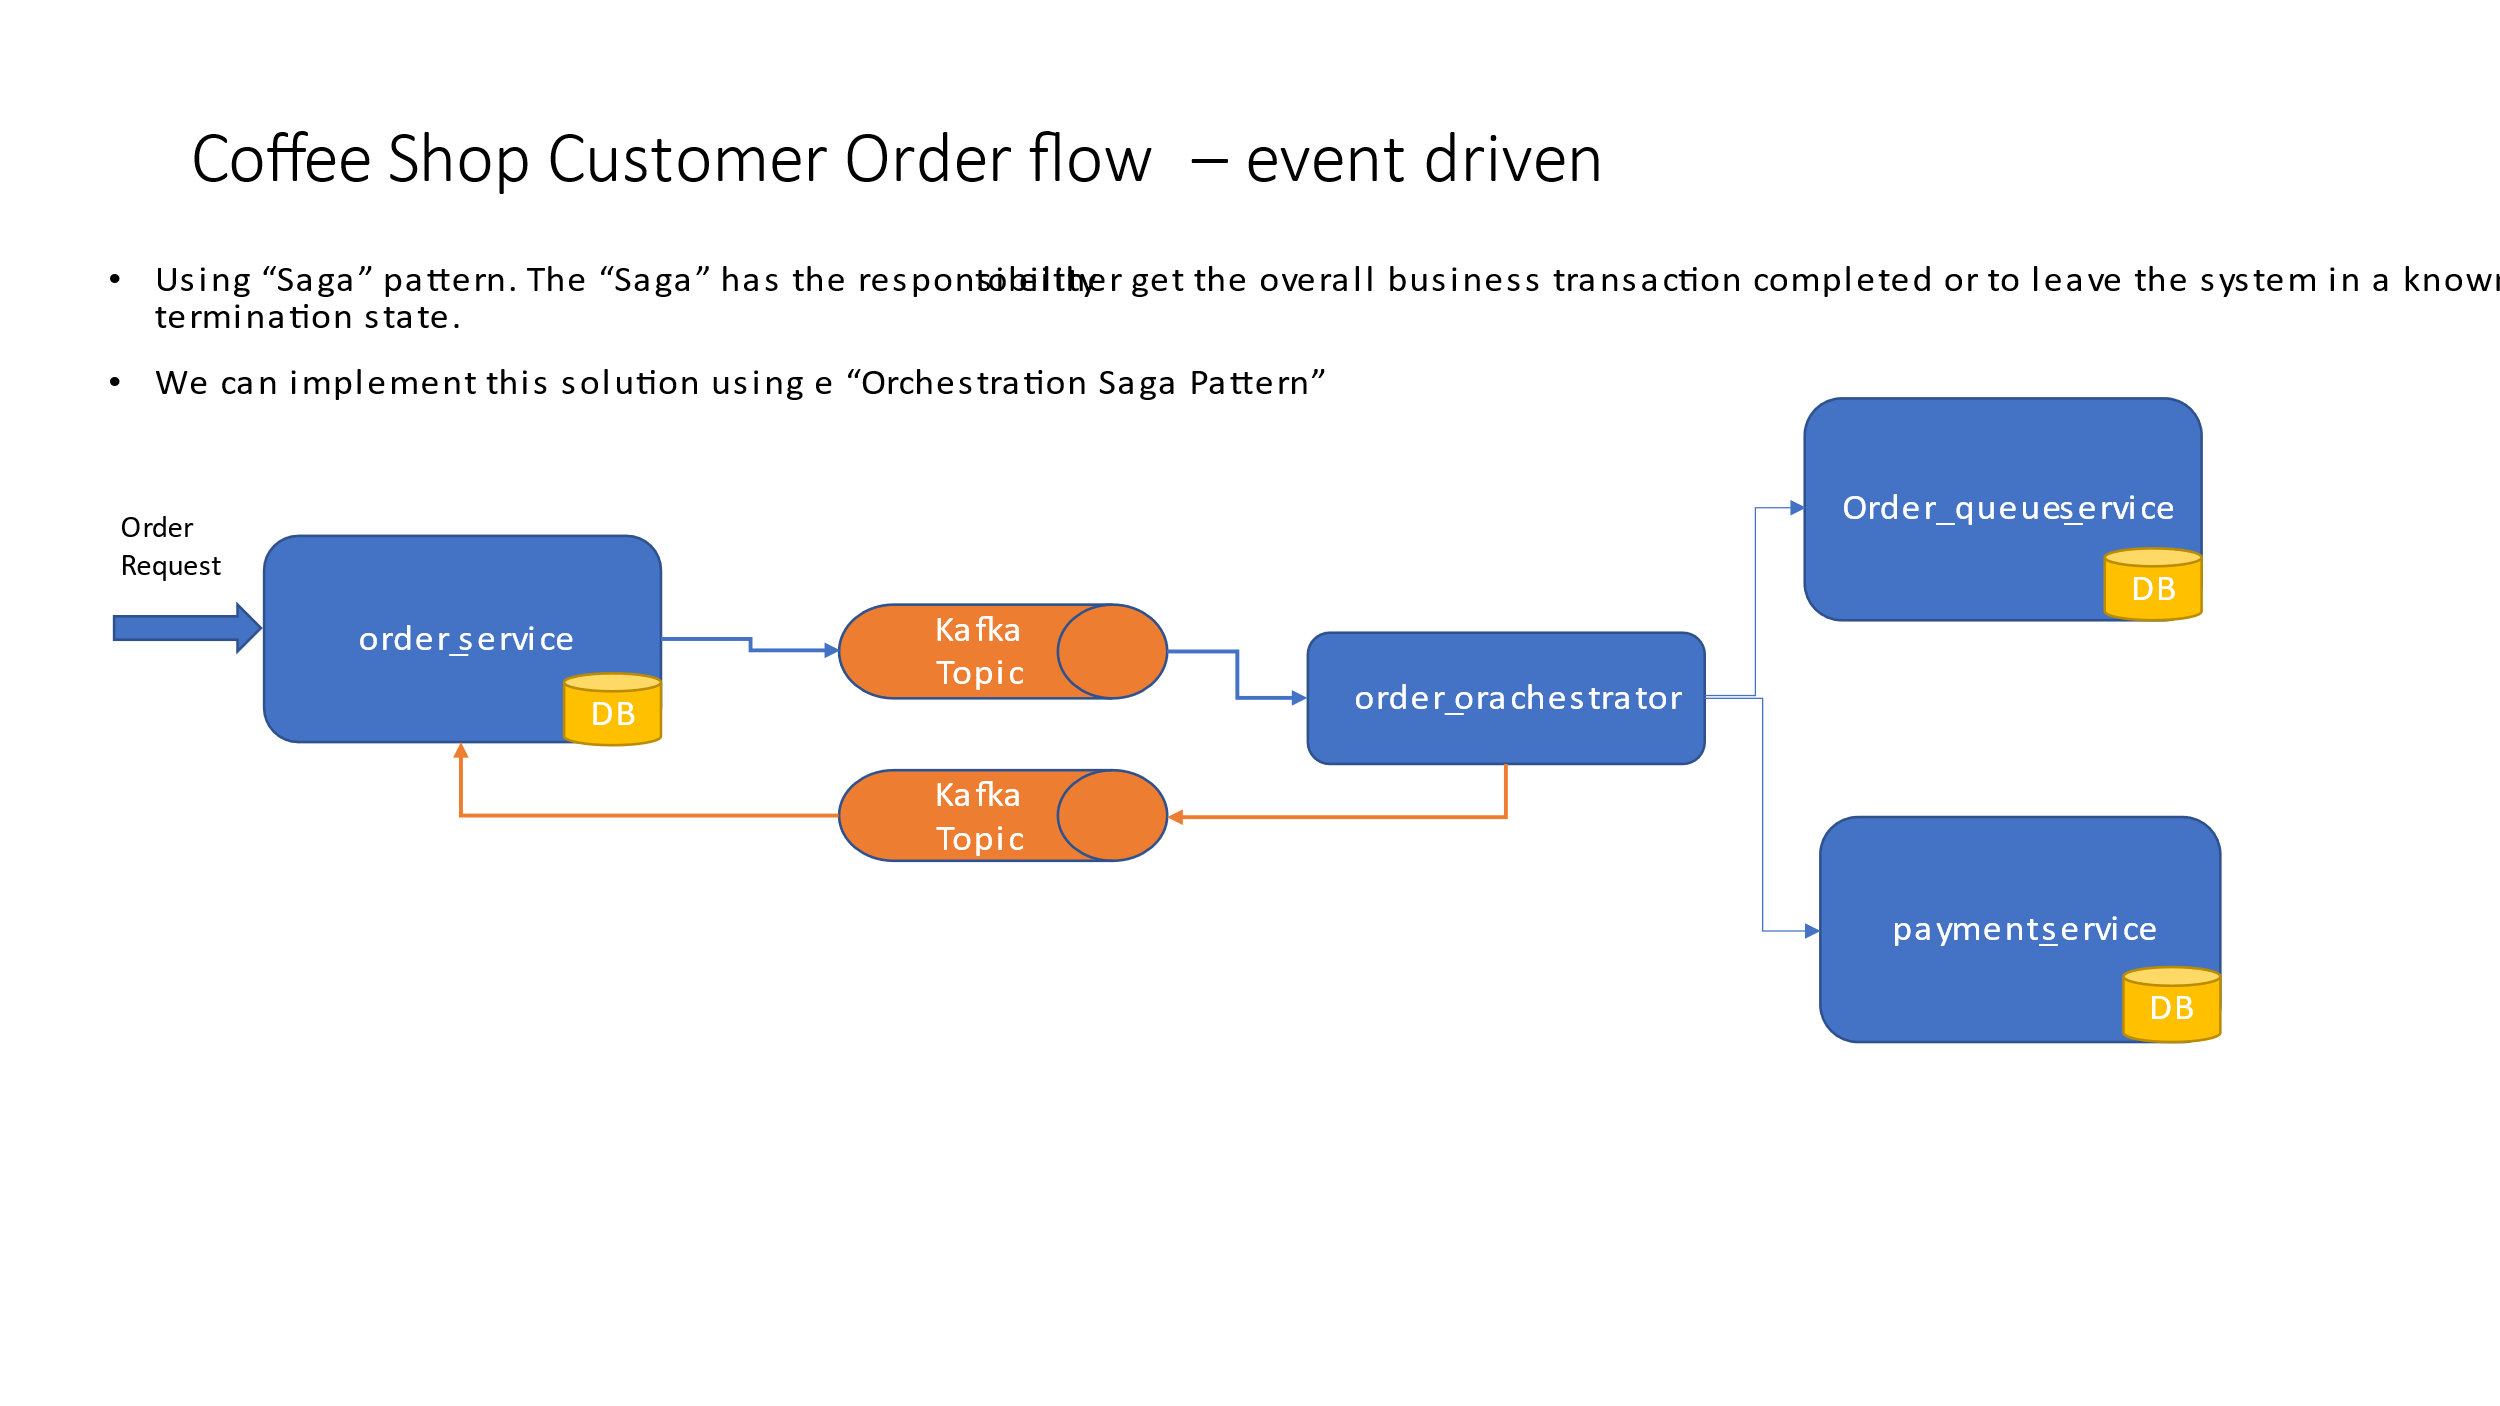 Coffee Shop Customer Order flow – event driven
• Using “Saga” pattern. The “Saga” has the responsibility to either get the overall business transaction completed or to leave the system in a known
termination state.
• We can implement this solution using e “Orchestration Saga Pattern”
Order
Request
order_service
DB
Kafka
Topic
Kafka
Topic
order_orachestrator
Order_queue_service
DB
payment_service
DB